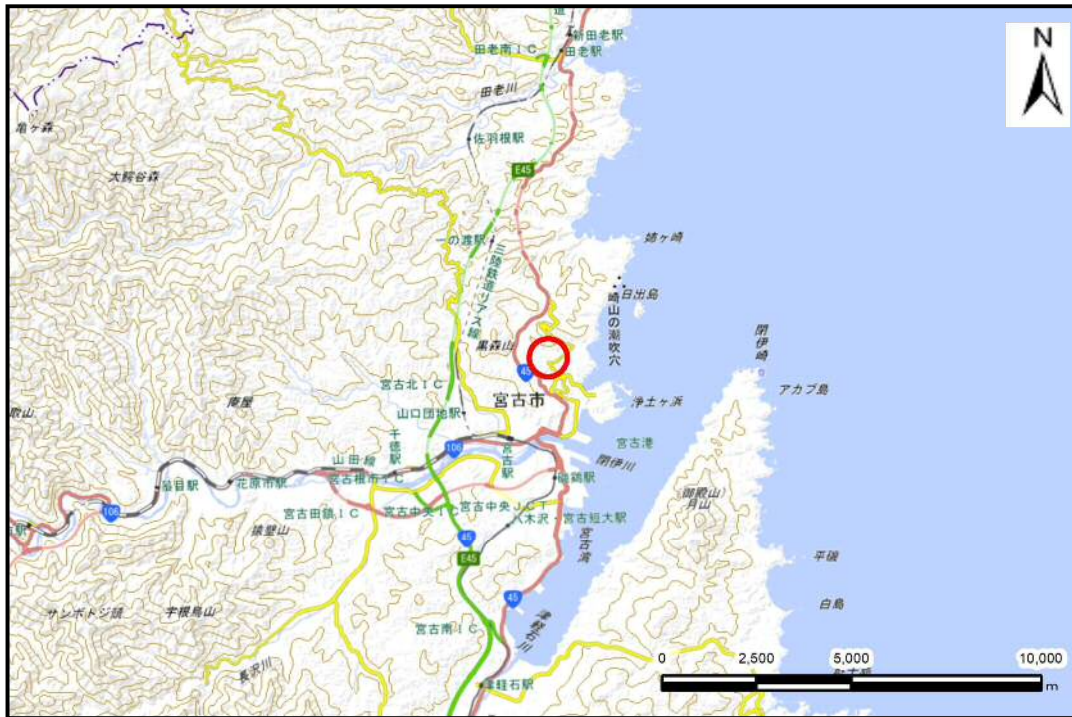 新田老駅
田老南IC
田老駅
N
田老川
亀ヶ森
佐羽根駅
大餌谷森
E45
一の渡駅
姉ヶ崎
三陸鉄道リアス線
日出島
崎山の潮吹穴
黒森山
閉伊崎
45
宮古北IC
アカブ島
浄土ヶ浜
宮古市
山口団地駅
宮古港
千徳駅
106
宮古駅
閉伊川
山田線
蟇目駅
花原市駅
宮古根市IC
磯鶏駅
106
宮古田鎖IC
宮古中央IC
宮古中央JCT
八木沢・宮古短大駅
(御殿山)
月山
猿壁山
45
宮古湾
E45
平磯
45
白島
サンボトジ頭
宇根鳥山
宮古南IC
津軽石川
長沢川
津軽石駅
0 2,500 5,000 10,000
m